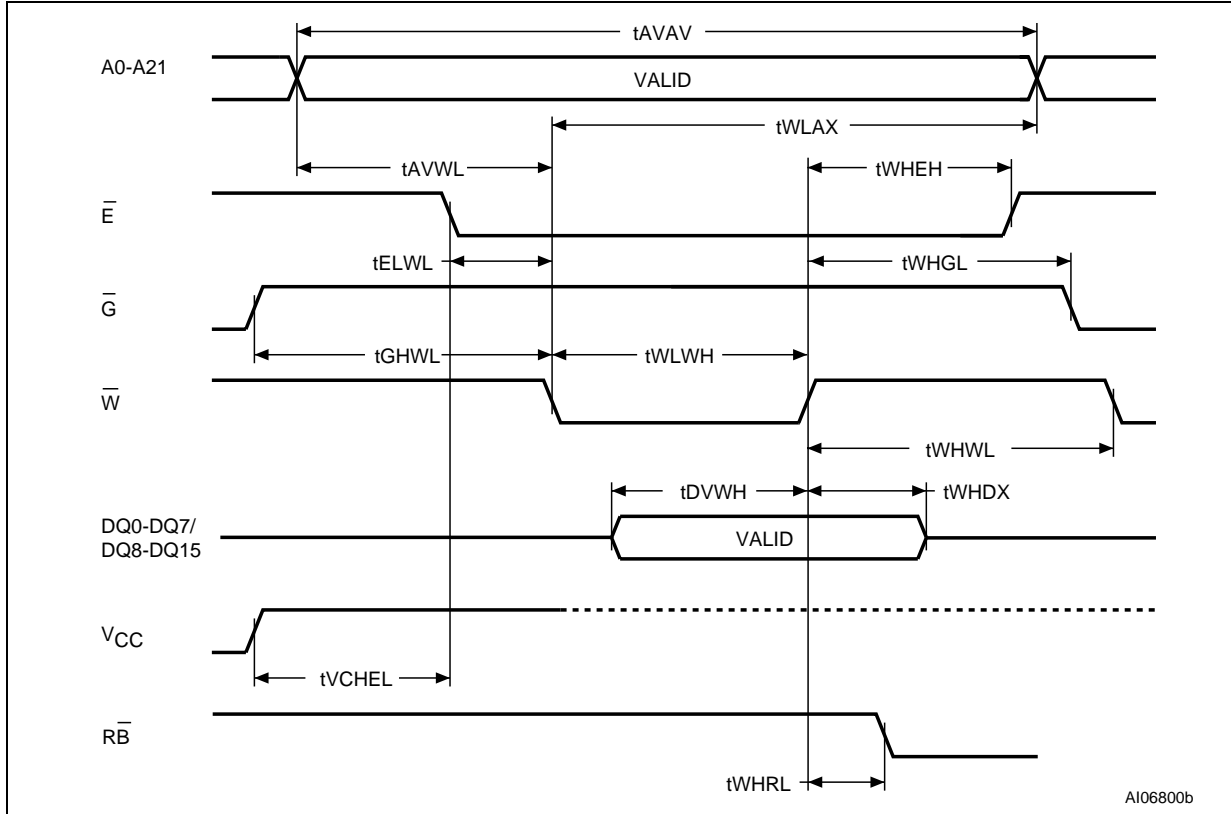 tAVAV
A0-A21
VALID
tWLAX
tAVWL
tWHEH
E̅
tELWL
tWHGL
G̅
tGHWL
tWLWH
W̅
tWHWL
tDVWH
tWHDX
DQ0-DQ7/
DQ8-DQ15
VALID
VCC
tVCHEL
RB̅
tWHRL
AI06800b